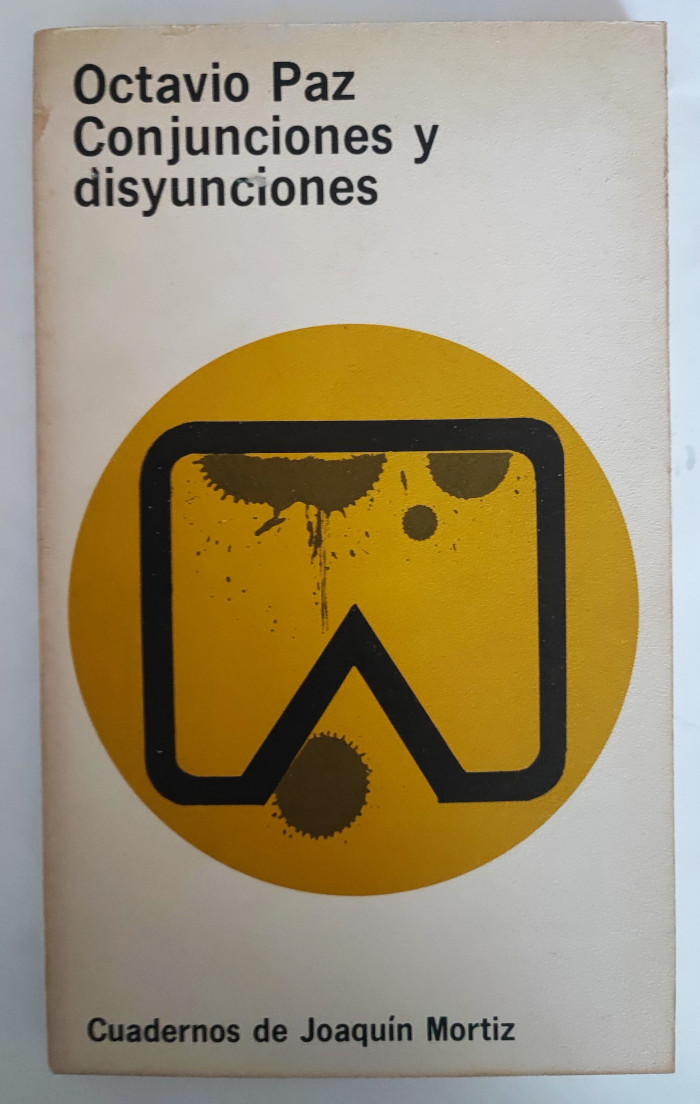 Octavio Paz
Conjunciones y
disyunciones
Cuadernos de Joaquín Mortiz